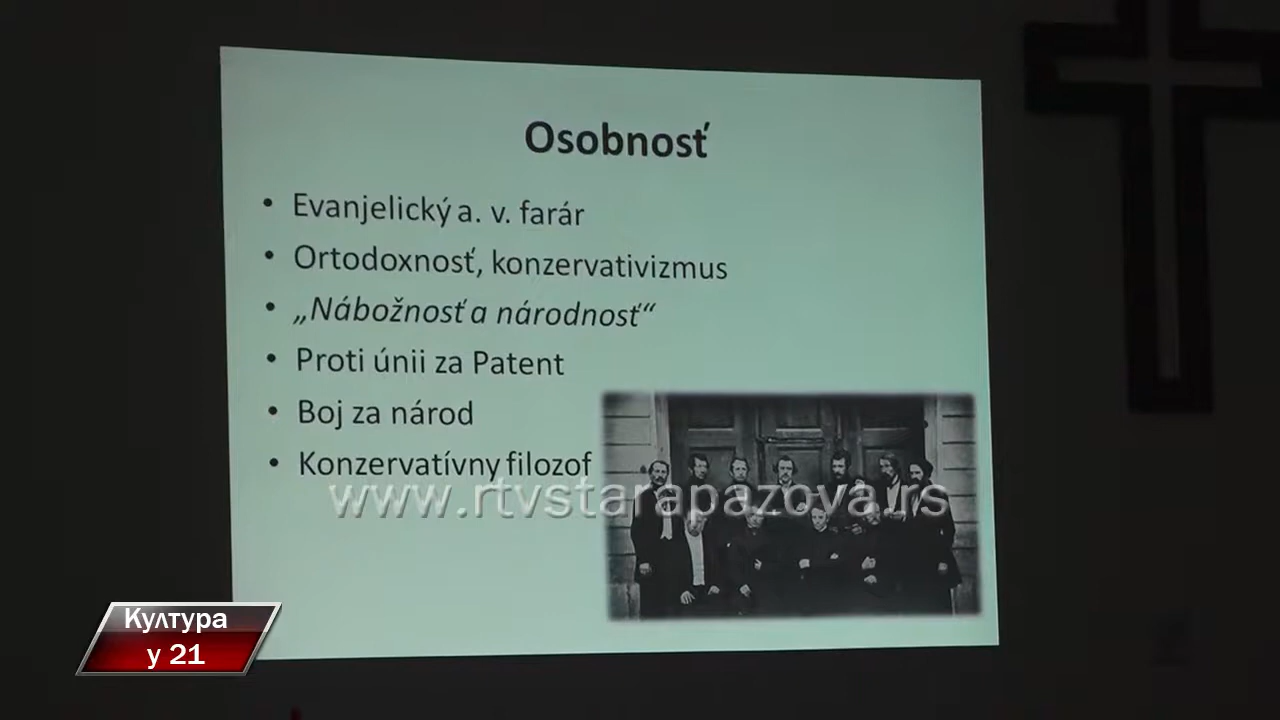 Osobnosť
• Evanjelický a. v. farár
• Ortodoxnosť, konzervativizmus
• „Nábožnosť a národnosť“
• Proti únii za Patent
• Boj za národ
• Konzervatívny filozof
www.rtvstarapazova.rs
Култура
у 21